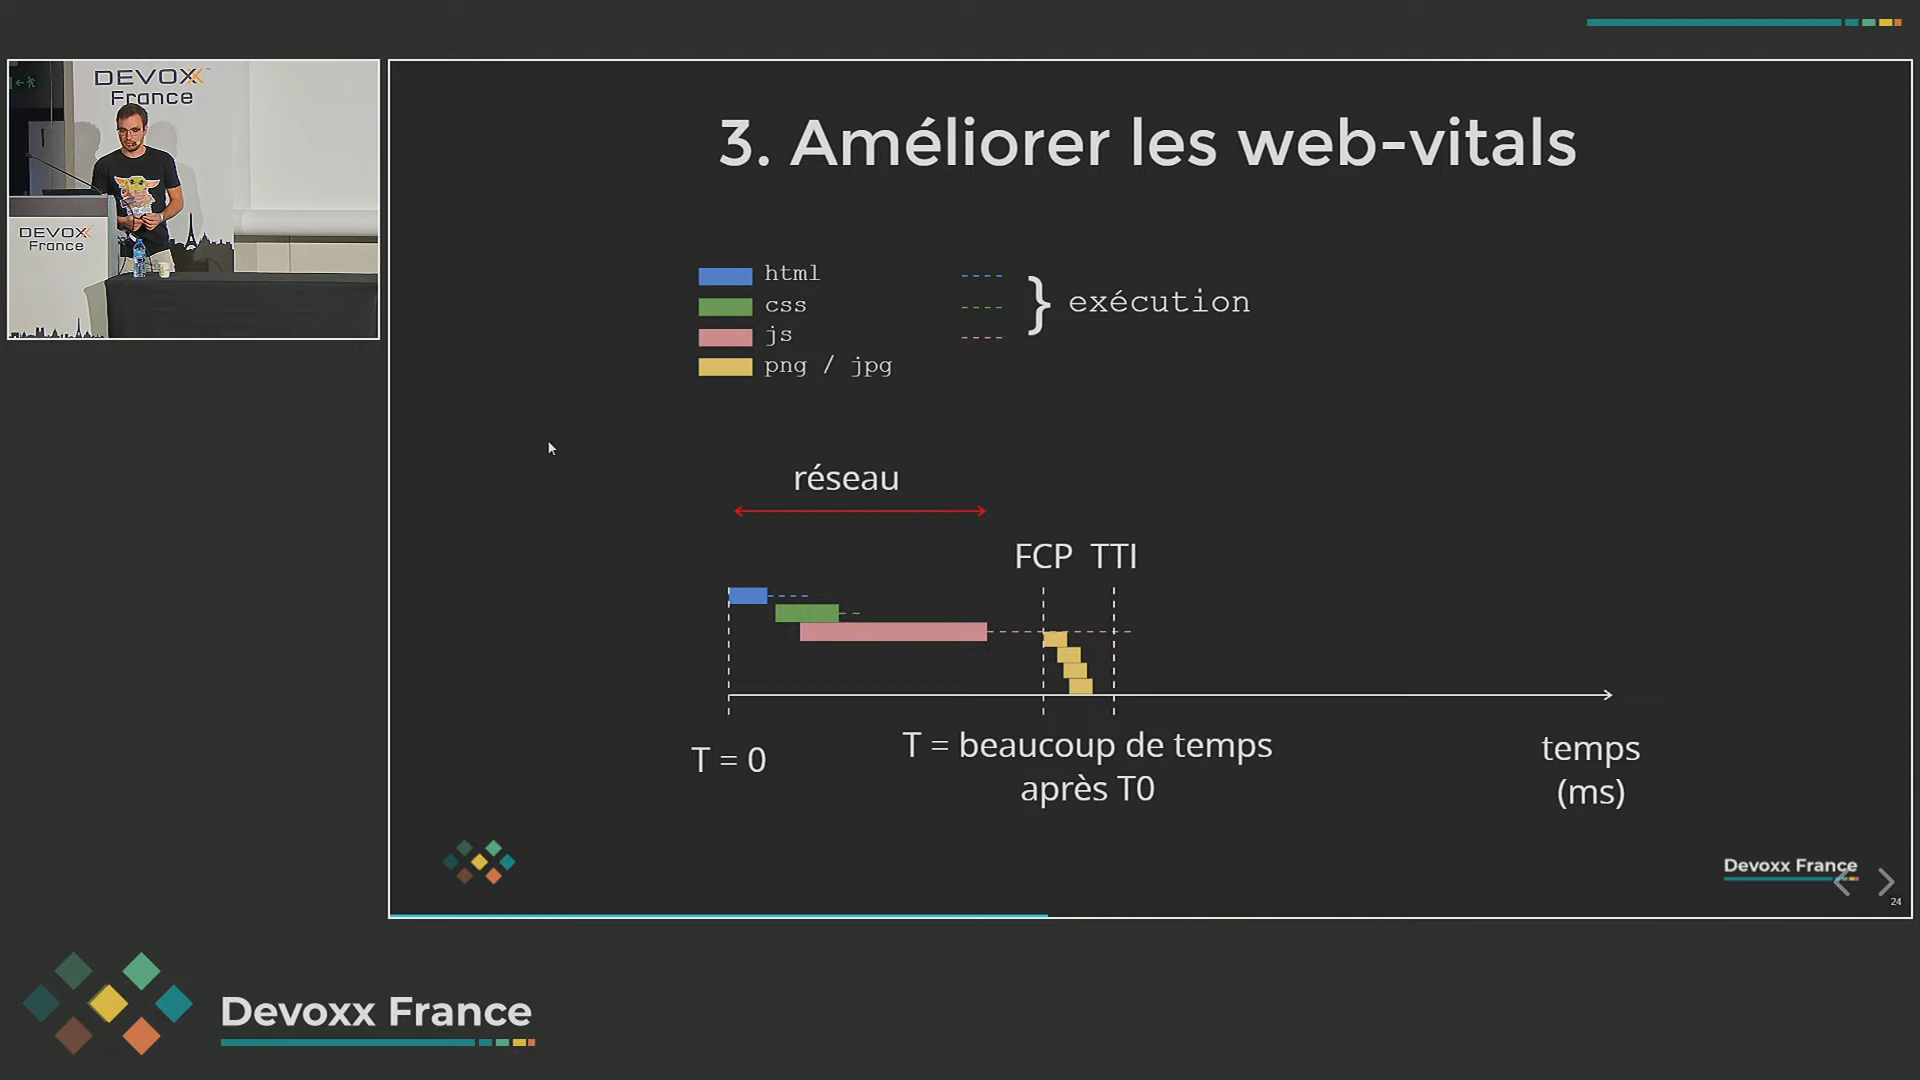 DEVOXX
France
DEVOXX
France
3. Améliorer les web-vitals
html
css
js
png / jpg
} exécution
réseau
FCP TTI
T = 0
T = beaucoup de temps
après T0
temps
(ms)
Devoxx France
24
Devoxx France